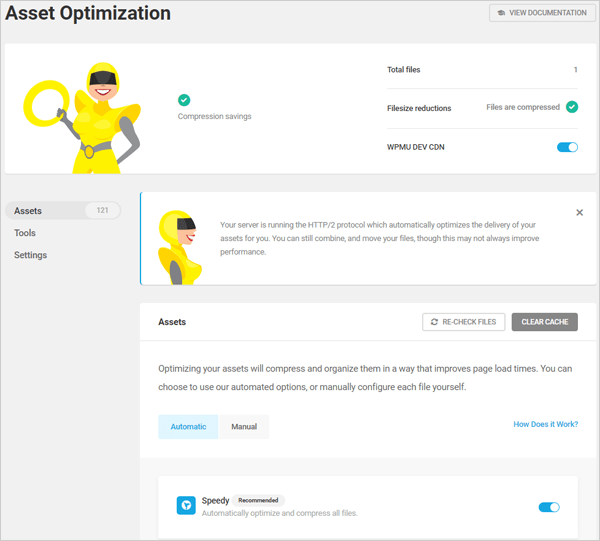 Asset Optimization
VIEW DOCUMENTATION
Compression savings
Total files 1
Filesize reductions Files are compressed
WPMU DEV CDN
Assets 121
Tools
Settings
Your server is running the HTTP/2 protocol which automatically optimizes the delivery of your
assets for you. You can still combine, and move your files, though this may not always improve
performance.
Assets
RE-CHECK FILES
CLEAR CACHE
Optimizing your assets will compress and organize them in a way that improves page load times. You can
choose to use our automated options, or manually configure each file yourself.
Automatic
Manual
How Does it Work?
Speedy Recommended
Automatically optimize and compress all files.